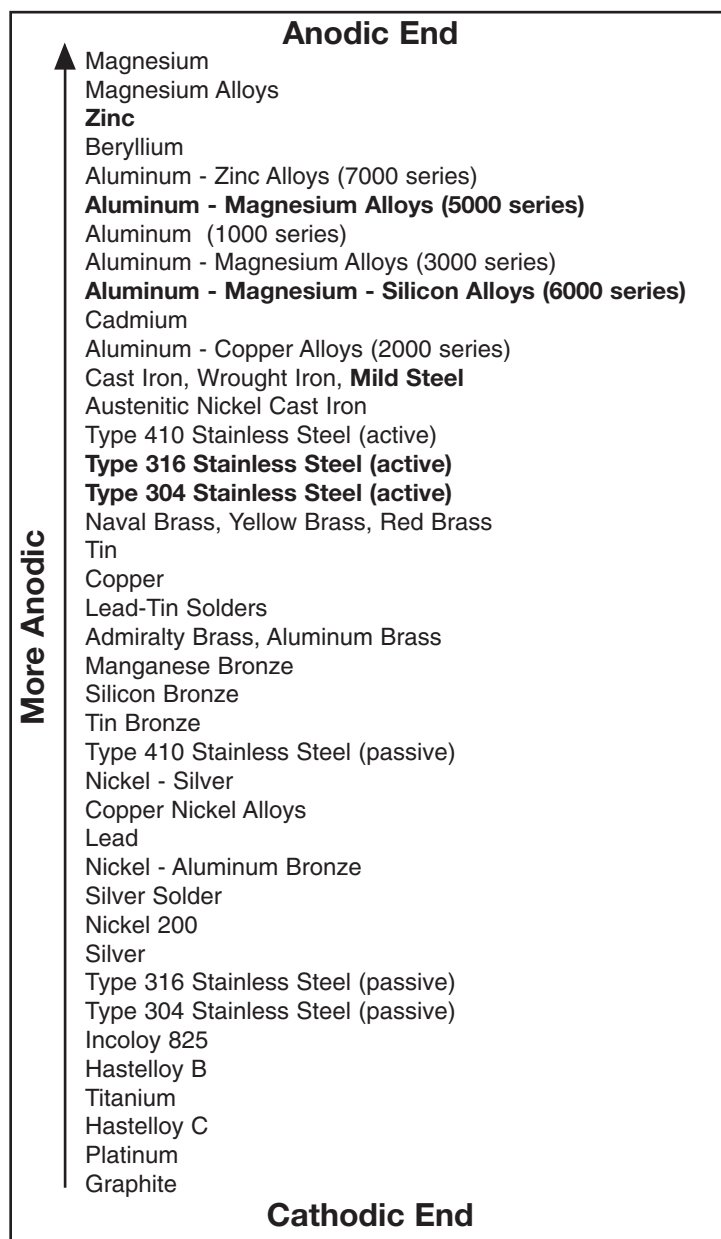 Anodic End
Magnesium
Magnesium Alloys
Zinc
Beryllium
Aluminum - Zinc Alloys (7000 series)
Aluminum - Magnesium Alloys (5000 series)
Aluminum (1000 series)
Aluminum - Magnesium Alloys (3000 series)
Aluminum - Magnesium - Silicon Alloys (6000 series)
Cadmium
Aluminum - Copper Alloys (2000 series)
Cast Iron, Wrought Iron, Mild Steel
Austenitic Nickel Cast Iron
Type 410 Stainless Steel (active)
Type 316 Stainless Steel (active)
Type 304 Stainless Steel (active)
Naval Brass, Yellow Brass, Red Brass
Tin
Copper
Lead-Tin Solders
Admiralty Brass, Aluminum Brass
Manganese Bronze
Silicon Bronze
Tin Bronze
Type 410 Stainless Steel (passive)
Nickel - Silver
Copper Nickel Alloys
Lead
Nickel - Aluminum Bronze
Silver Solder
Nickel 200
Silver
Type 316 Stainless Steel (passive)
Type 304 Stainless Steel (passive)
Incoloy 825
Hastelloy B
Titanium
Hastelloy C
Platinum
Graphite
Cathodic End
More Anodic